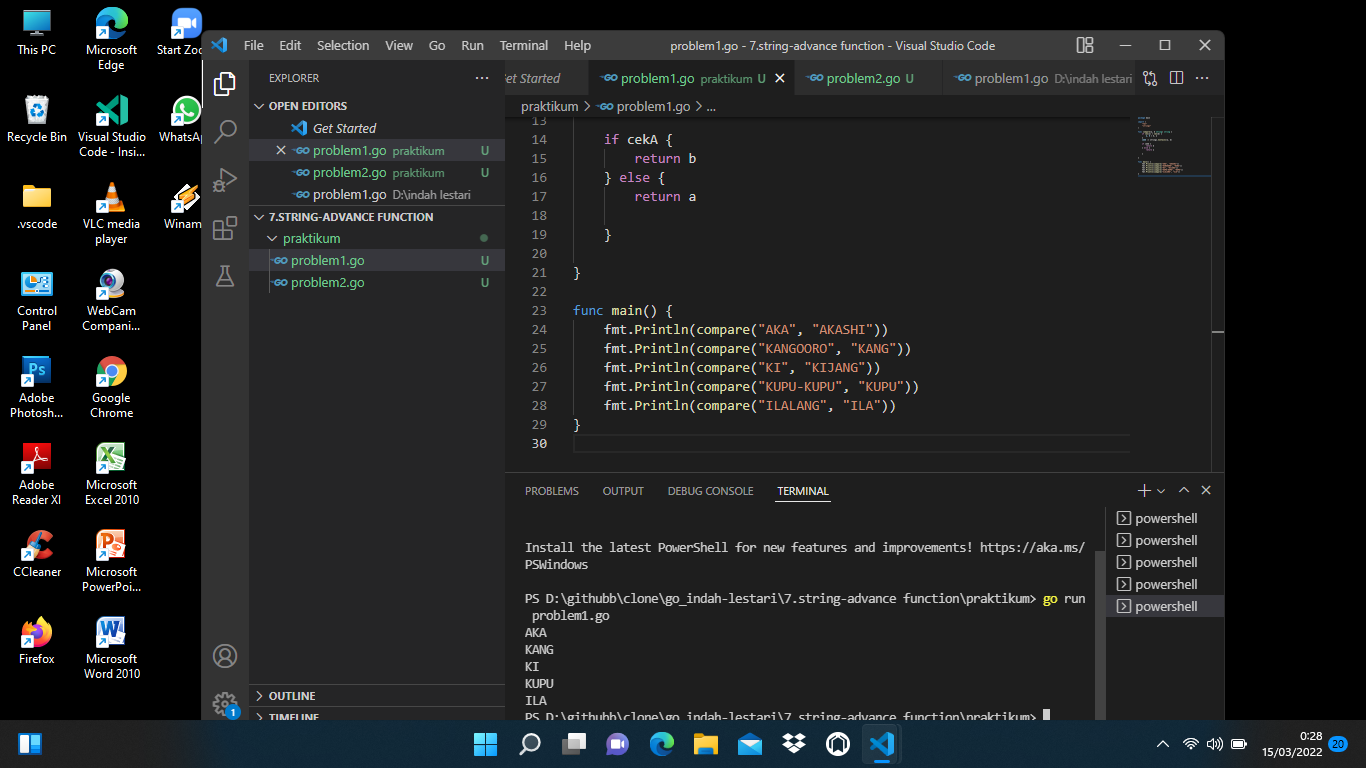 This PC
Microsoft
Edge
Start Zoo
Recycle Bin
Visual Studio
Code - Insi...
WhatsAp
.vscode
VLC media
player
Winam
Control
Panel
WebCam
Compani...
Adobe
Photosh...
Google
Chrome
Adobe
Reader XI
Microsoft
Excel 2010
CCleaner
Microsoft
PowerPoi...
Firefox
Microsoft
Word 2010
File Edit Selection View Go Run Terminal Help
problem1.go - 7.string-advance function - Visual Studio Code
EXPLORER
OPEN EDITORS
Get Started
problem1.go praktikum U
problem2.go praktikum U
problem1.go D:\indah lestari
7.STRING-ADVANCE FUNCTION
praktikum
problem1.go U
problem2.go U
OUTLINE
TIMELINE
1
et Started problem1.go praktikum U problem2.go U problem1.go D:\indah lestari
praktikum > problem1.go > ...
13
14 if cekA {
15 return b
16 } else {
17 return a
18
19 }
20
21 }
22
23 func main() {
24 fmt.Println(compare("AKA", "AKASHI"))
25 fmt.Println(compare("KANGOORO", "KANG"))
26 fmt.Println(compare("KI", "KIJANG"))
27 fmt.Println(compare("KUPU-KUPU", "KUPU"))
28 fmt.Println(compare("ILALANG", "ILA"))
29 }
30
PROBLEMS OUTPUT DEBUG CONSOLE TERMINAL
Install the latest PowerShell for new features and improvements! https://aka.ms/
PSWindows
PS D:\githubb\clone\go_indah-lestari\7.string-advance function\praktikum> go run
problem1.go
AKA
KANG
KI
KUPU
ILA
PS D:\githubb\clone\go_indah-lestari\7.string-advance function\praktikum>
powershell
powershell
powershell
powershell
powershell
0:28
15/03/2022
20